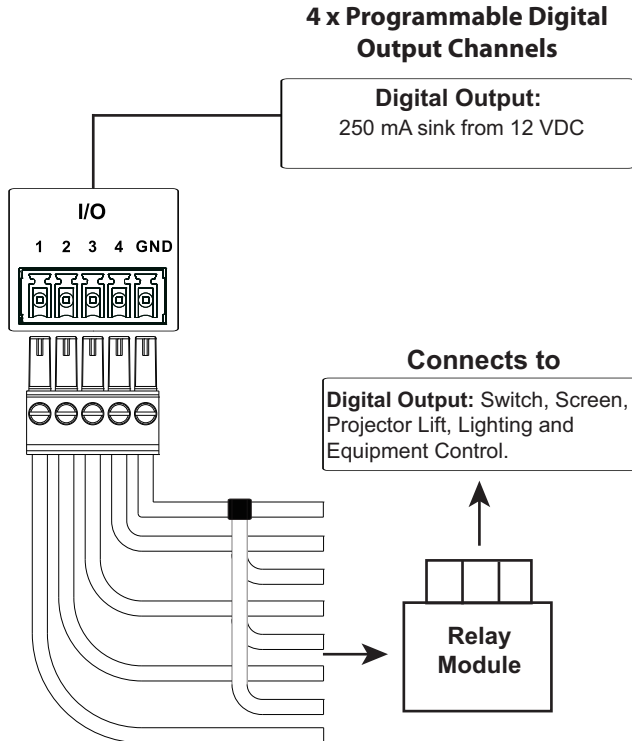 4 x Programmable Digital
Output Channels
Digital Output:
250 mA sink from 12 VDC
I/O
1 2 3 4 GND
Connects to
Digital Output: Switch, Screen,
Projector Lift, Lighting and
Equipment Control.
Relay
Module